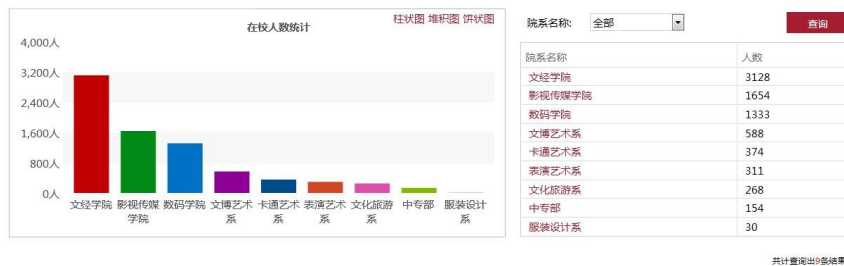 在校人数统计
柱状图 堆积图 饼状图
4,000人
3,200人
2,400人
1,600人
800人
0人
文经学院 影视传媒学院 数码学院 文博艺术系 卡通艺术系 表演艺术系 文化旅游系 中专部 服装设计系
院系名称: 全部 查询
院系名称 人数
文经学院 3128
影视传媒学院 1654
数码学院 1333
文博艺术系 588
卡通艺术系 374
表演艺术系 311
文化旅游系 268
中专部 154
服装设计系 30
共计查询出9条结果